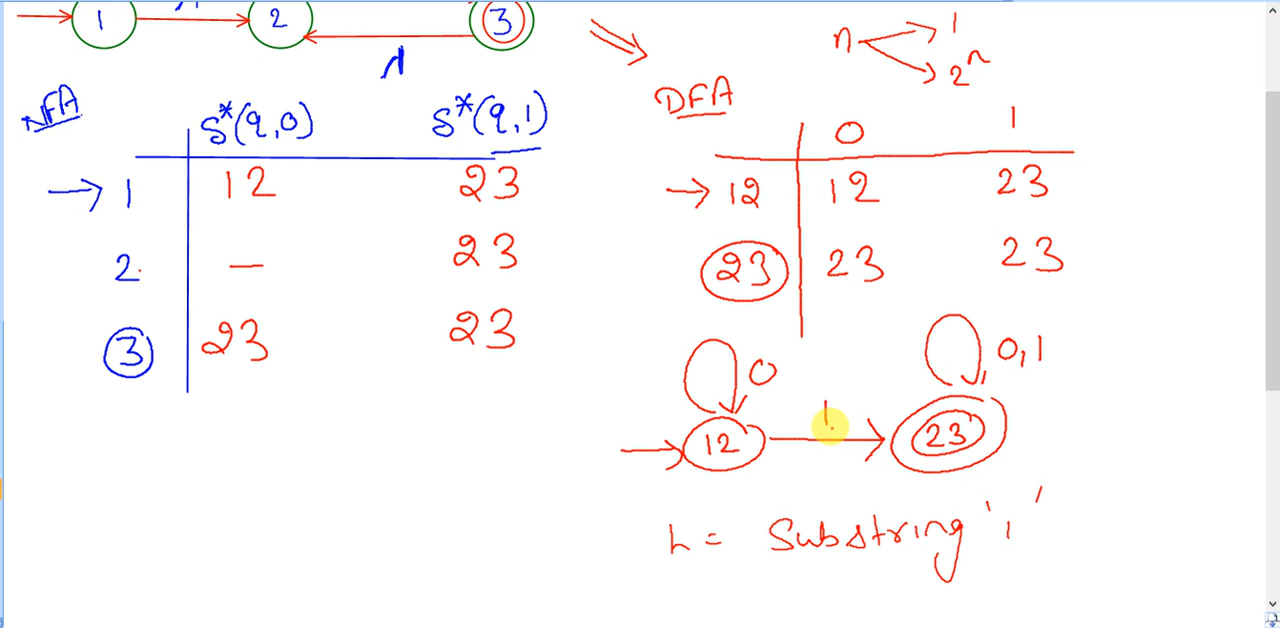 1 λ 2 3
λ
n 1
2ⁿ
NFA
δ*(q,0) δ*(q,1)
→ 1 12 23
2 — 23
3 23 23
DFA
0 1
→ 12 12 23
23 23 23
0 0,1
12 1 23
L = Substring '1'